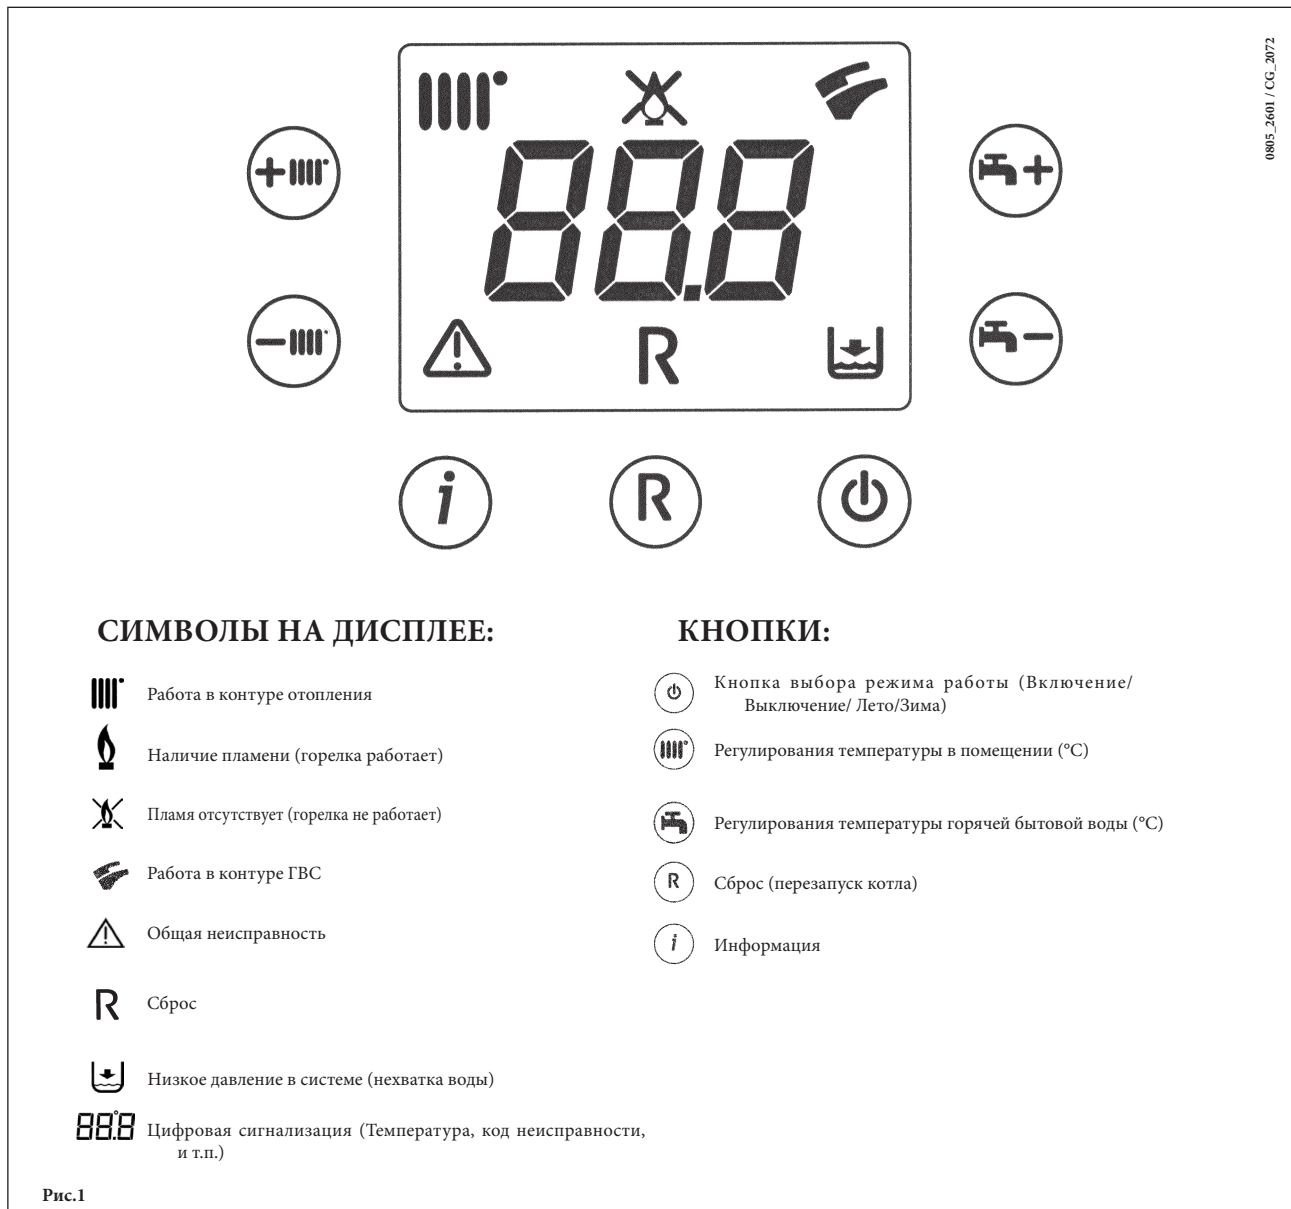 0805_2601 / CG_2072
88.8
R
i
R
СИМВОЛЫ НА ДИСПЛЕЕ:
Работа в контуре отопления
Наличие пламени (горелка работает)
Пламя отсутствует (горелка не работает)
Работа в контуре ГВС
Общая неисправность
R Сброс
Низкое давление в системе (нехватка воды)
88.8 Цифровая сигнализация (Температура, код неисправности,
и т.п.)
КНОПКИ:
Кнопка выбора режима работы (Включение/
Выключение/ Лето/Зима)
Регулирования температуры в помещении (°C)
Регулирования температуры горячей бытовой воды (°C)
R Сброс (перезапуск котла)
i Информация
Рис.1